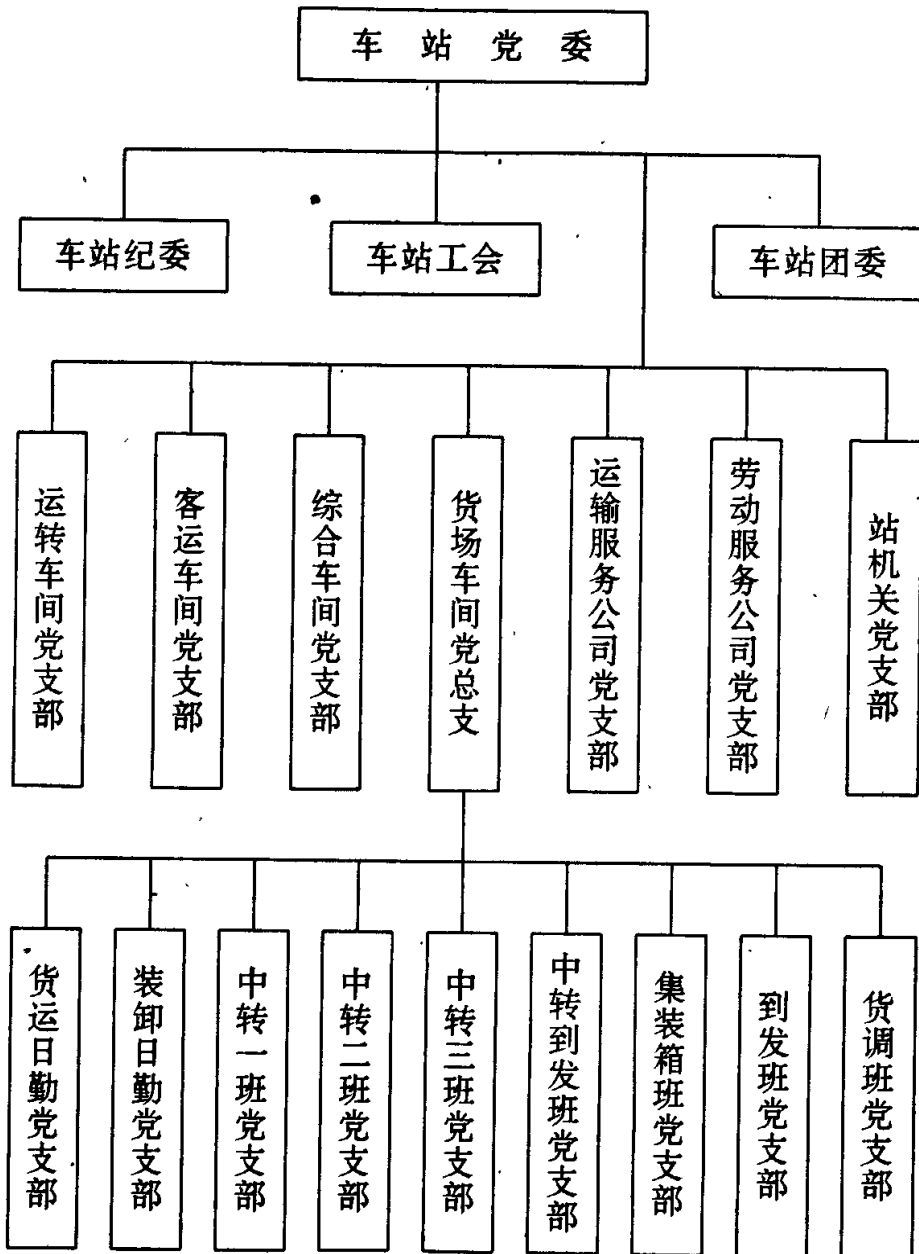 车站党委
车站纪委
车站工会
车站团委
运转车间党支部
客运车间党支部
综合车间党支部
货场车间党总支
运输服务公司党支部
劳动服务公司党支部
站机关党支部
货运日勤党支部
装卸日勤党支部
中转一班党支部
中转二班党支部
中转三班党支部
中转到发班党支部
集装箱班党支部
到发班党支部
货调班党支部